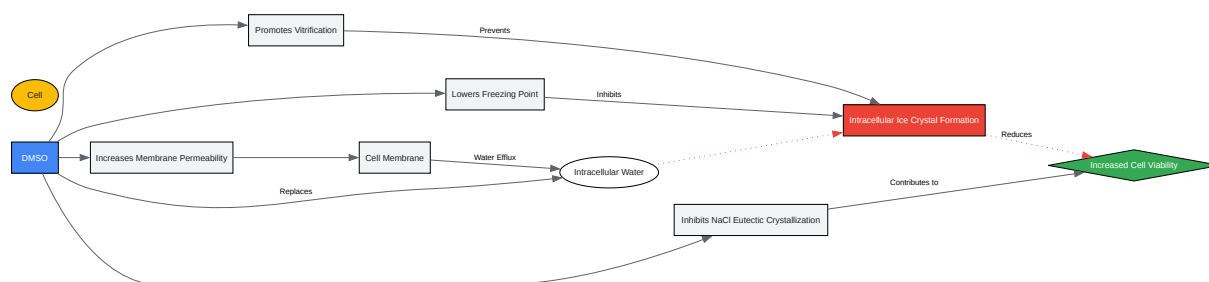 Promotes Vitrification
Prevents
Cell
Lowers Freezing Point
Inhibits
Intracellular Ice Crystal Formation
Reduces
DMSO
Increases Membrane Permeability
Cell Membrane
Water Efflux
Intracellular Water
Increased Cell Viability
Replaces
Contributes to
Inhibits NaCl Eutectic Crystallization